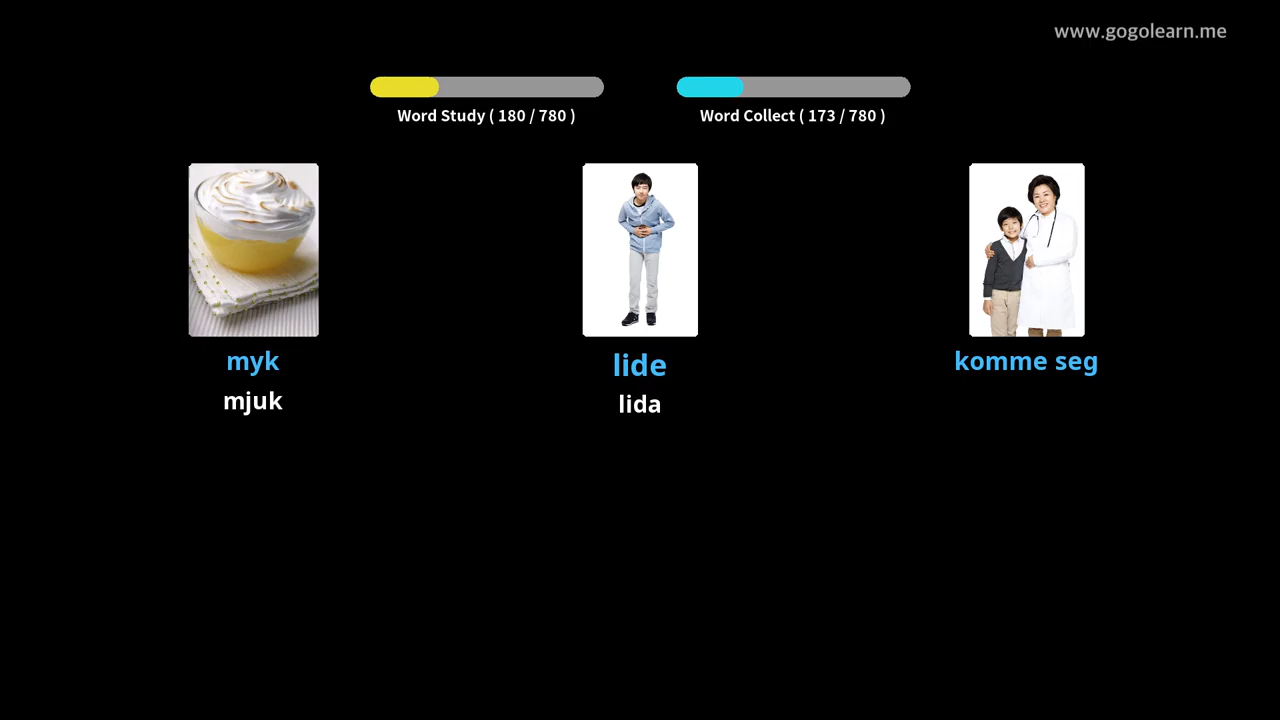 www.gogolearn.me
Word Study ( 180 / 780 )
Word Collect ( 173 / 780 )
myk
mjuk
lide
lida
komme seg